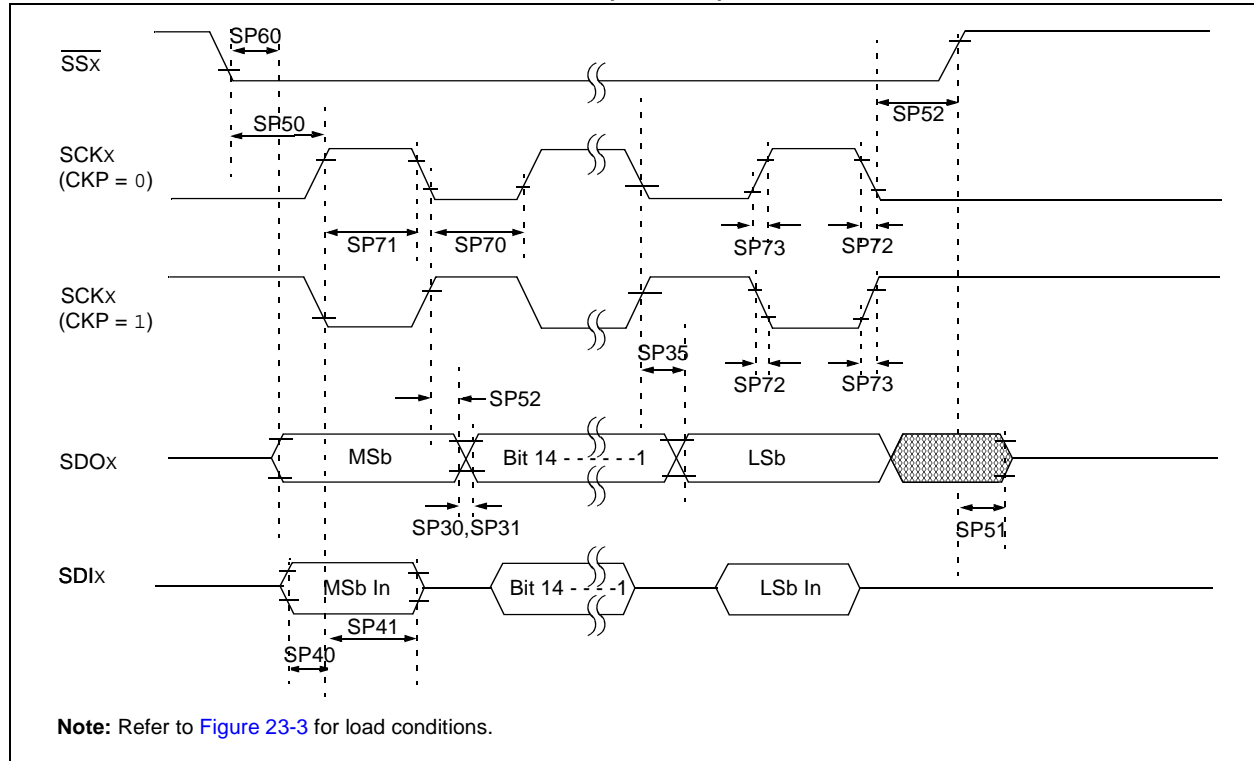 SP60
SSX
SP50
SP52
SCKX
(CKP = 0)
SP71
SP70
SP73
SP72
SCKX
(CKP = 1)
SP35
SP72
SP73
SP52
SDOX
MSb
Bit 14 - - - - - -1
LSb
SP30,SP31
SP51
SDIX
MSb In
Bit 14 - - - -1
LSb In
SP41
SP40
Note: Refer to Figure 23-3 for load conditions.